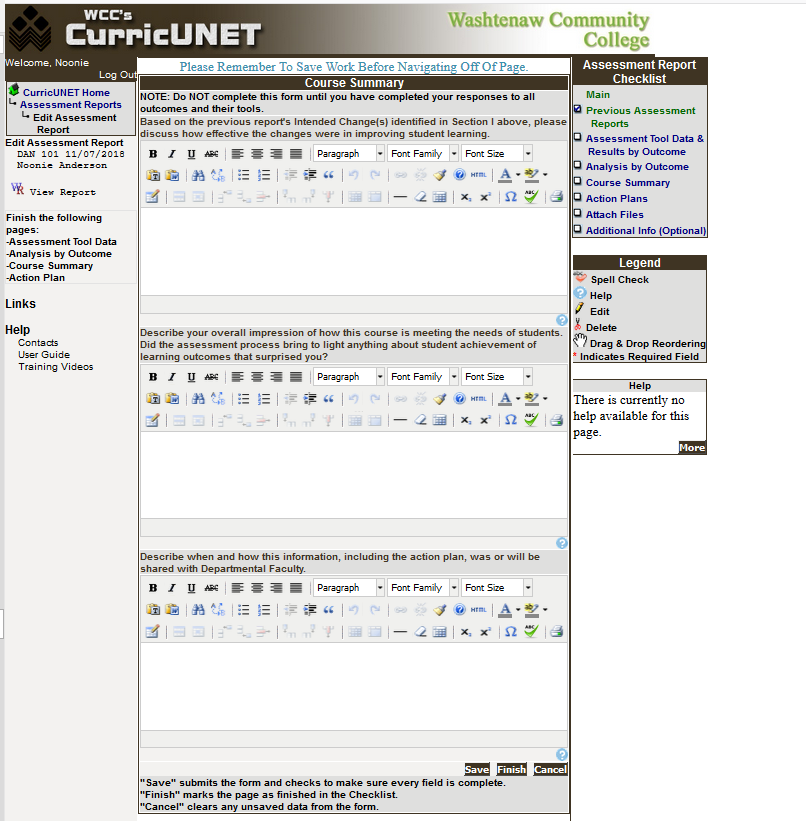 WCC's
CurricUNET
Washtenaw Community
College
Welcome, Noonie
Log Out
CurricUNET Home
Assessment Reports
Edit Assessment
Report
Edit Assessment Report
DAN 101 11/07/2018
Noonie Anderson
WR View Report
Finish the following
pages:
-Assessment Tool Data
-Analysis by Outcome
-Course Summary
-Action Plan
Links
Help
Contacts
User Guide
Training Videos
Please Remember To Save Work Before Navigating Off Of Page.
Course Summary
NOTE: Do NOT complete this form until you have completed your responses to all
outcomes and their tools.
Based on the previous report's Intended Change(s) identified in Section I above, please
discuss how effective the changes were in improving student learning.
B I U ABC Paragraph Font Family Font Size
HTML A ab
x₂ x² Ω ABC
Describe your overall impression of how this course is meeting the needs of students.
Did the assessment process bring to light anything about student achievement of
learning outcomes that surprised you?
B I U ABC Paragraph Font Family Font Size
HTML A ab
x₂ x² Ω ABC
Describe when and how this information, including the action plan, was or will be
shared with Departmental Faculty.
B I U ABC Paragraph Font Family Font Size
HTML A ab
x₂ x² Ω ABC
Save Finish Cancel
"Save" submits the form and checks to make sure every field is complete.
"Finish" marks the page as finished in the Checklist.
"Cancel" clears any unsaved data from the form.
Assessment Report
Checklist
Main
Previous Assessment
Reports
Assessment Tool Data &
Results by Outcome
Analysis by Outcome
Course Summary
Action Plans
Attach Files
Additional Info (Optional)
Legend
Spell Check
Help
Edit
Delete
Drag & Drop Reordering
* Indicates Required Field
Help
There is currently no
help available for this
page.
More